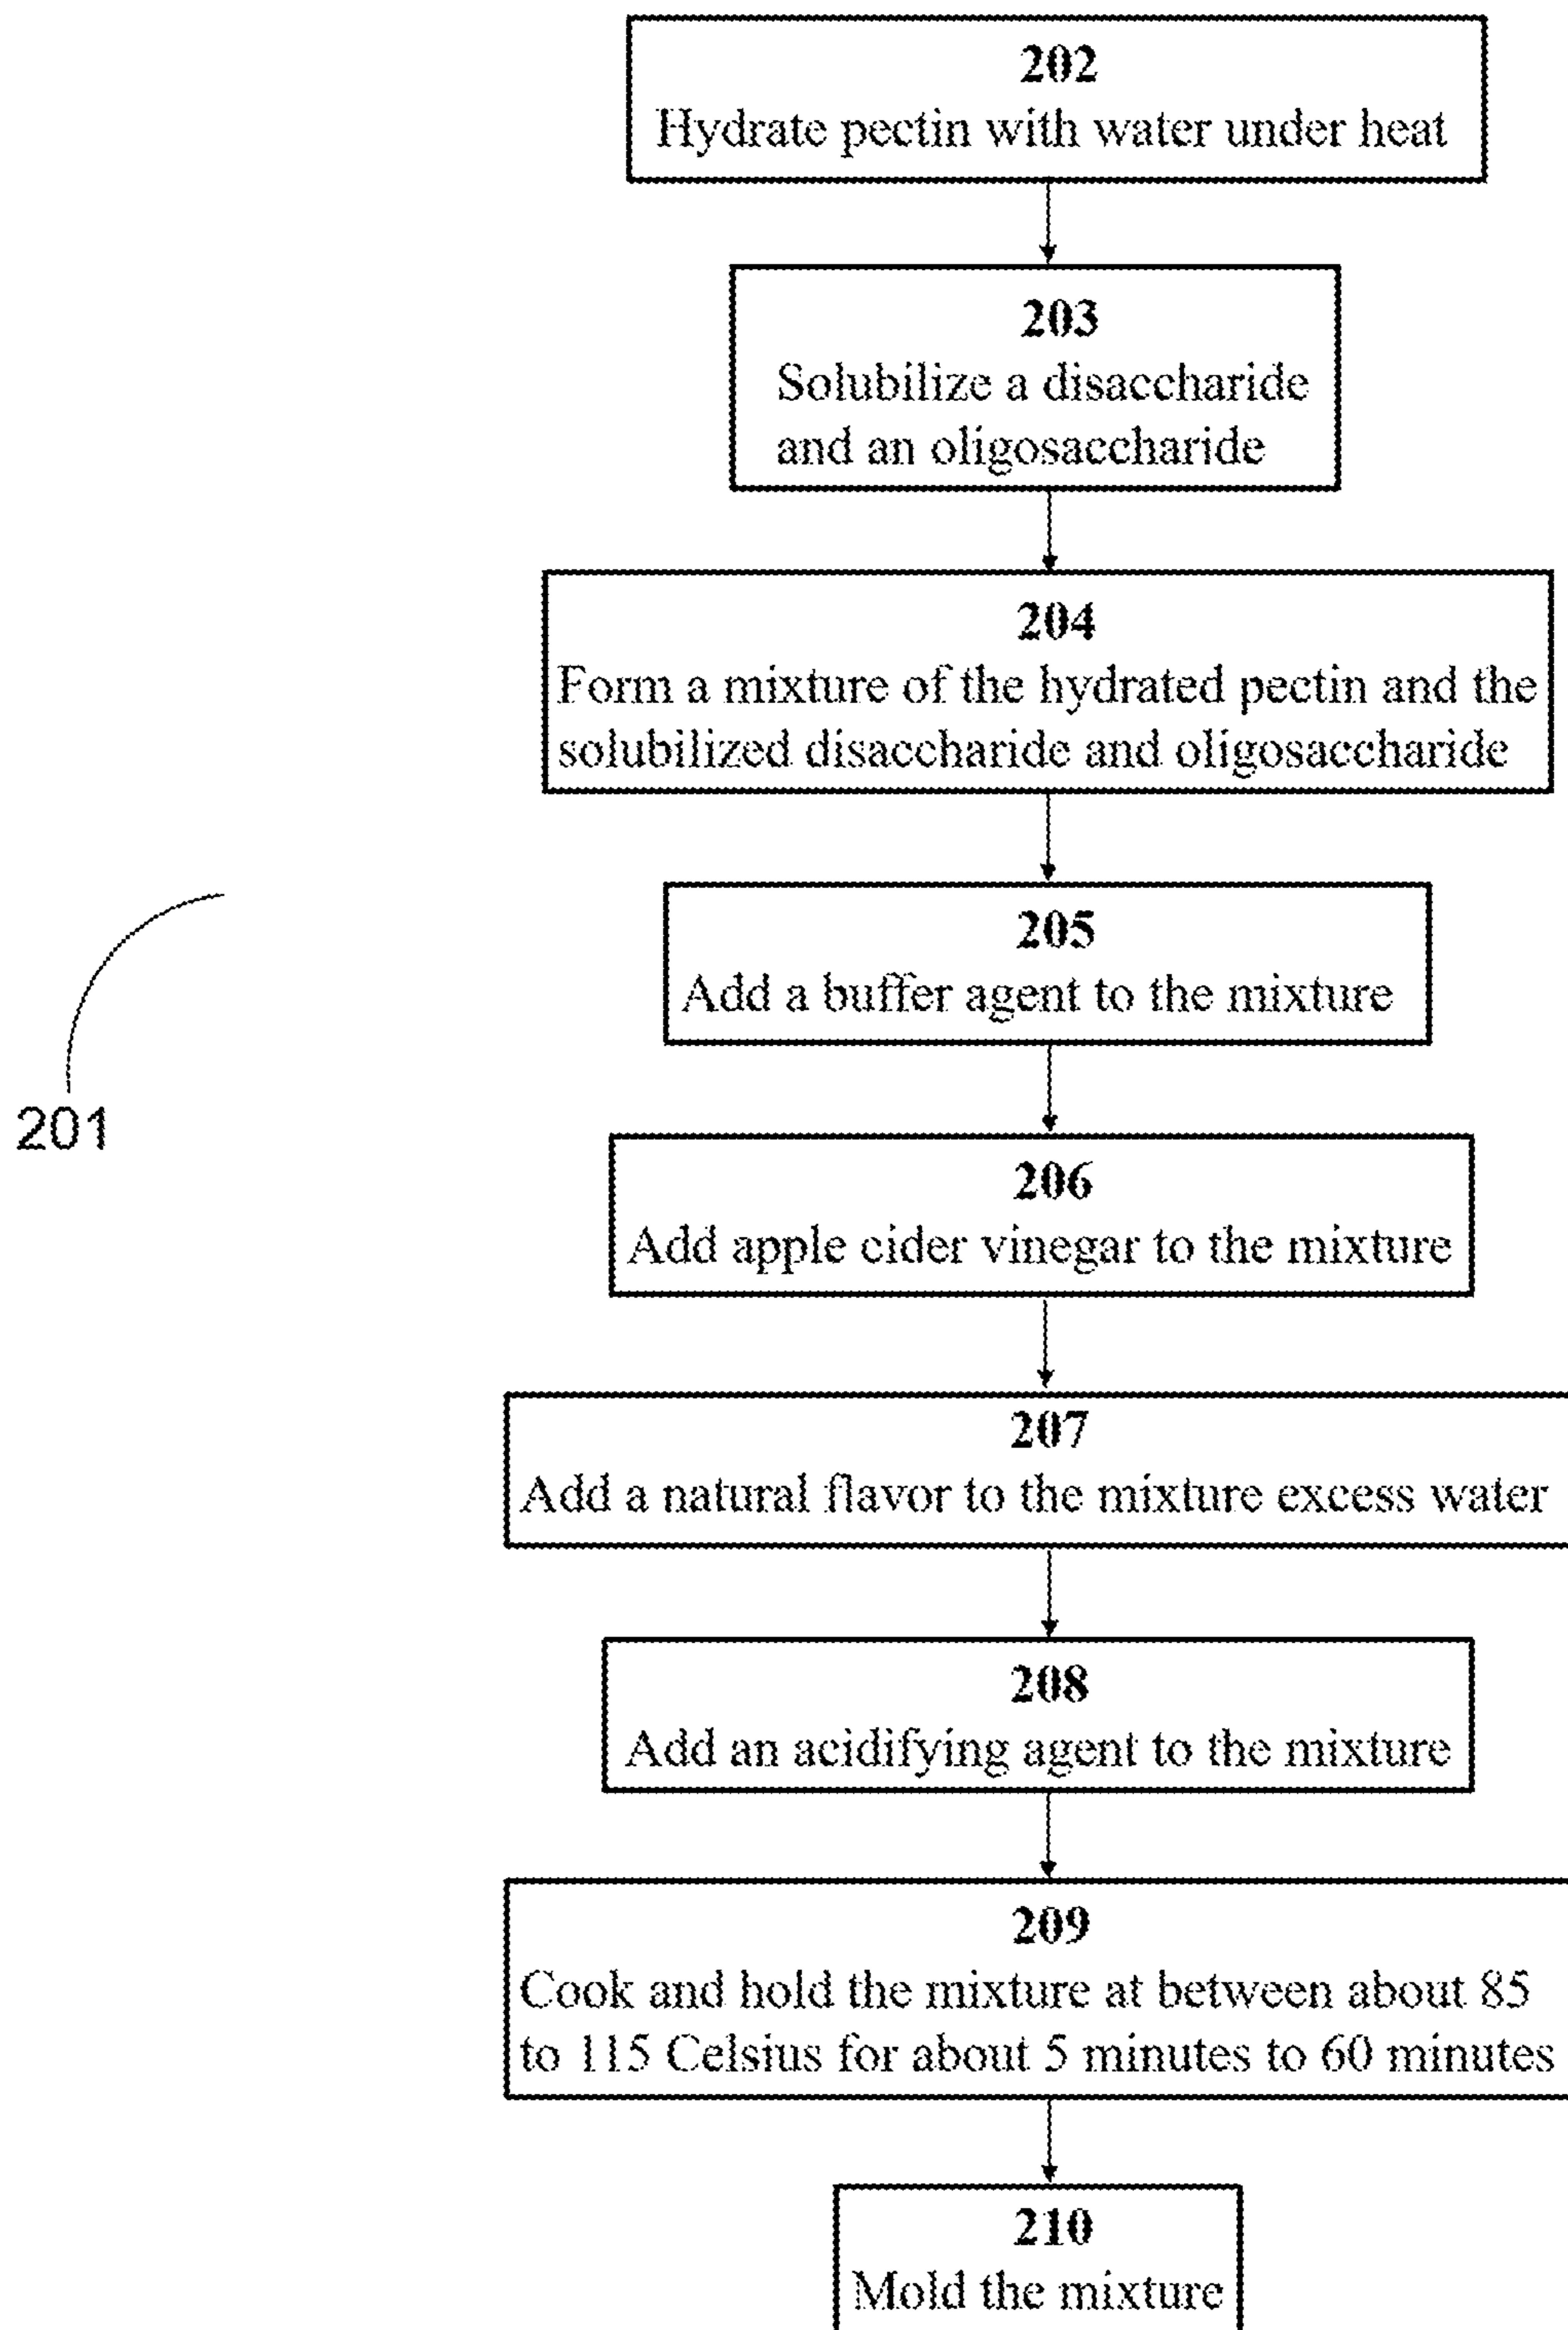 202
Hydrate pectin with water under heat
203
Solubilize a disaccharide
and an oligosaccharide
204
Form a mixture of the hydrated pectin and the
solubilized disaccharide and oligosaccharide
205
Add a buffer agent to the mixture
201
206
Add apple cider vinegar to the mixture
207
Add a natural flavor to the mixture excess water
208
Add an acidifying agent to the mixture
209
Cook and hold the mixture at between about 85
to 115 Celsius for about 5 minutes to 60 minutes
210
Mold the mixture